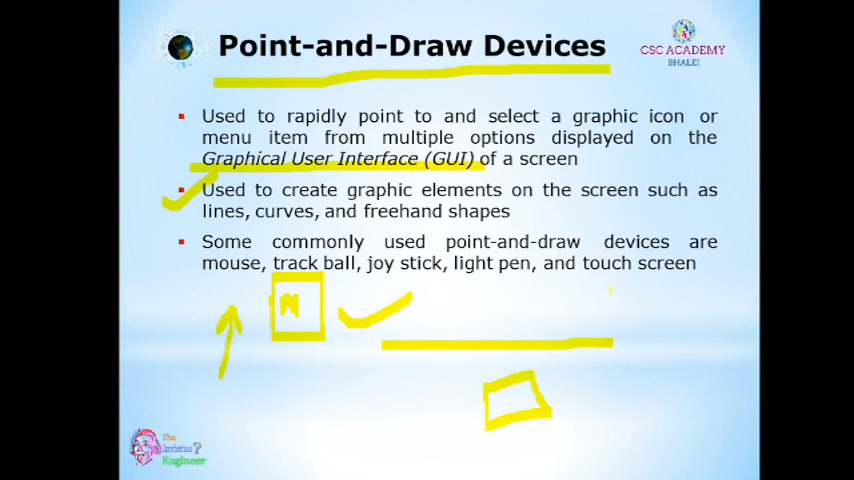 Point-and-Draw Devices
CSC ACADEMY
BHALEI
Used to rapidly point to and select a graphic icon or
menu item from multiple options displayed on the
Graphical User Interface (GUI) of a screen
Used to create graphic elements on the screen such as
lines, curves, and freehand shapes
Some commonly used point-and-draw devices are
mouse, track ball, joy stick, light pen, and touch screen
N
The
Invictus?
Engineer